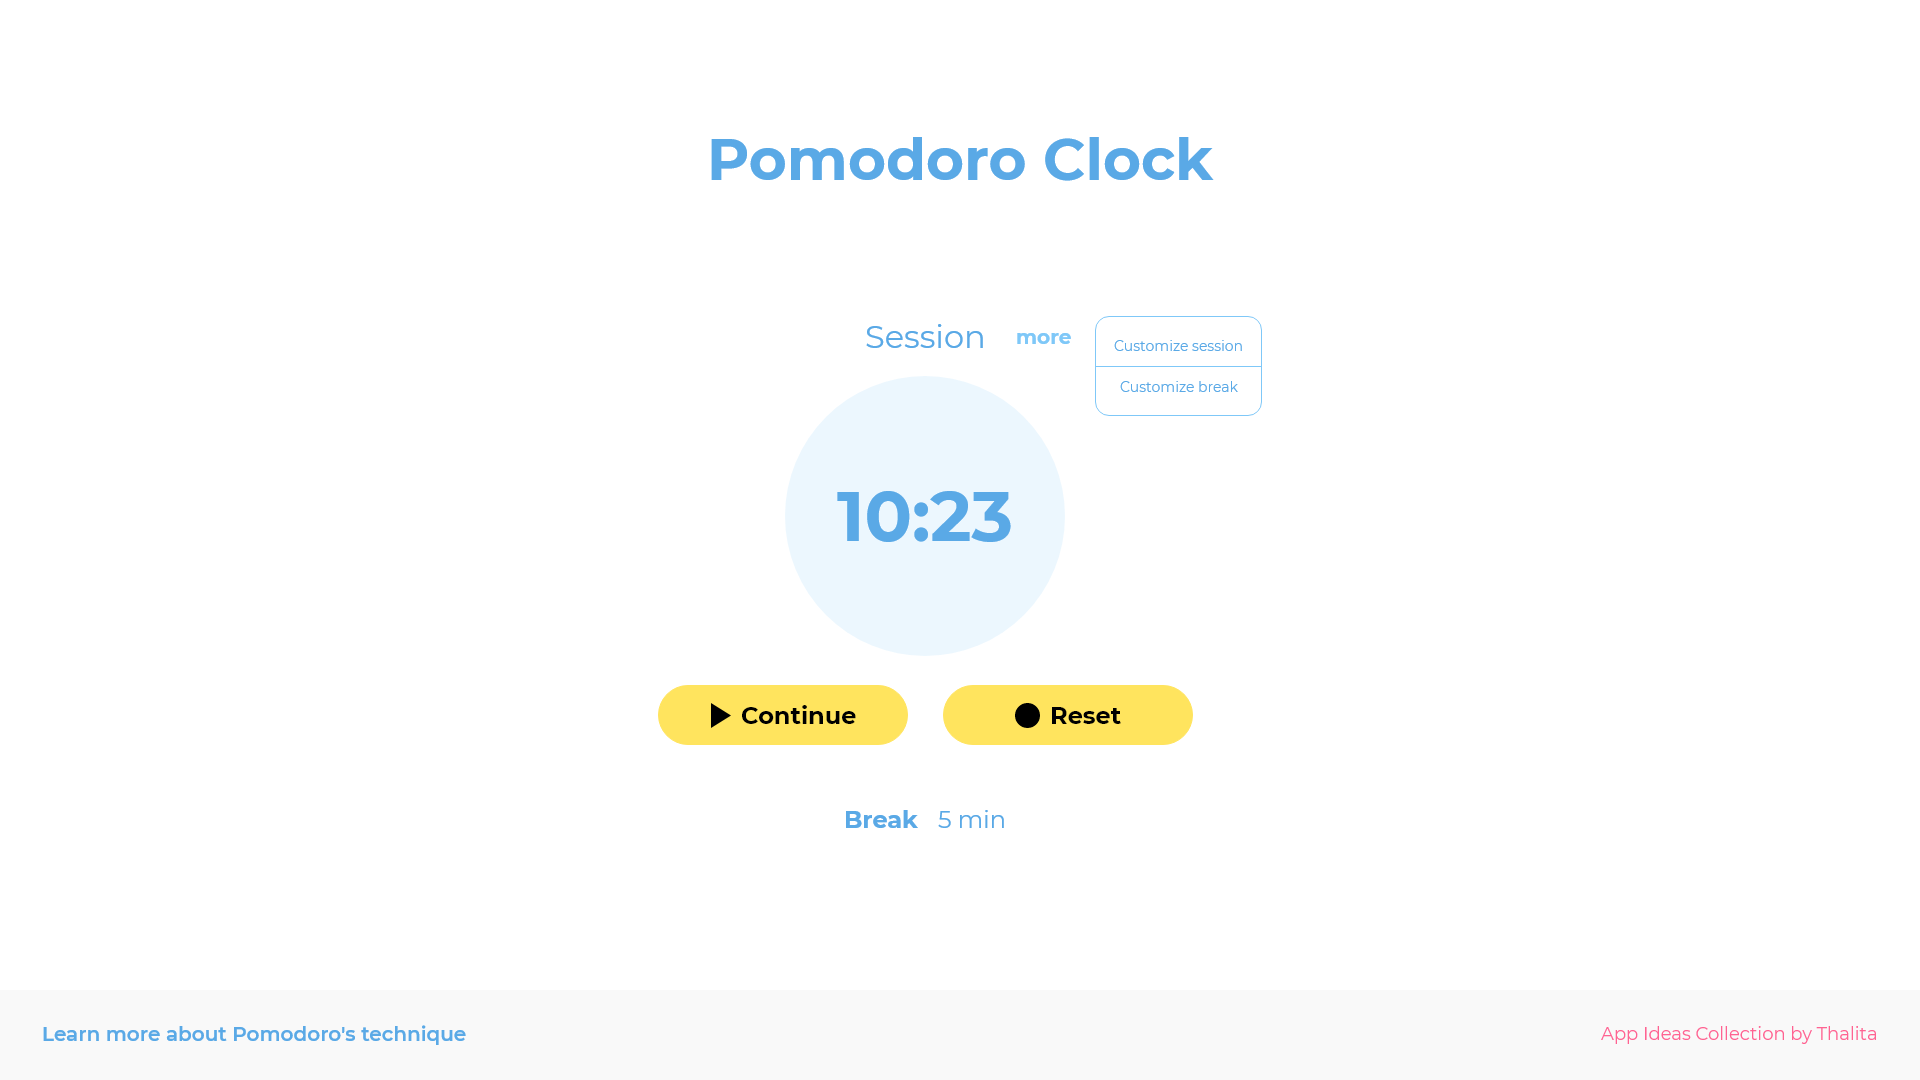 Pomodoro Clock
Session more
Customize session
Customize break
10:23
Continue Reset
Break 5 min
Learn more about Pomodoro's technique App Ideas Collection by Thalita